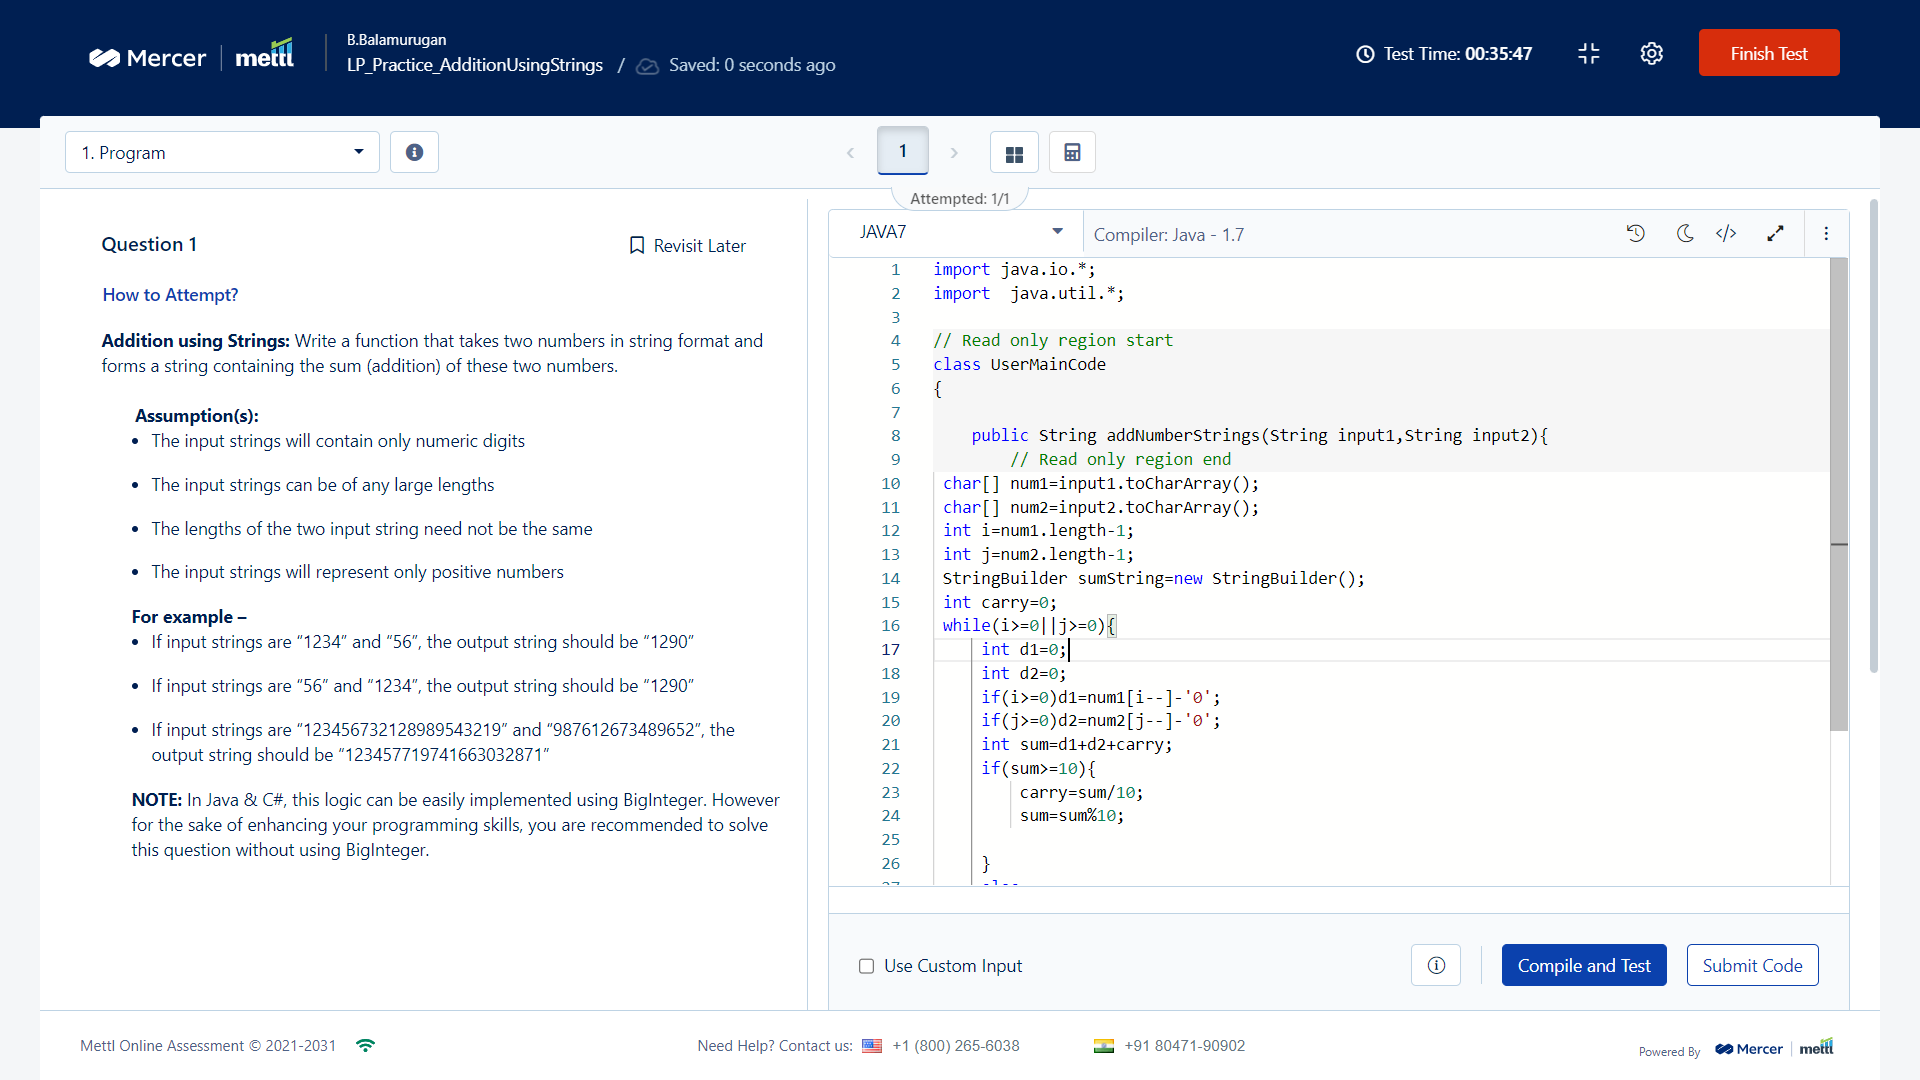 Mercer | mettl
B.Balamurugan
LP_Practice_AdditionUsingStrings / Saved: 0 seconds ago
Test Time: 00:35:47
Finish Test
1. Program
1
Attempted: 1/1
Question 1
Revisit Later
How to Attempt?
Addition using Strings: Write a function that takes two numbers in string format and
forms a string containing the sum (addition) of these two numbers.
Assumption(s):
• The input strings will contain only numeric digits
• The input strings can be of any large lengths
• The lengths of the two input string need not be the same
• The input strings will represent only positive numbers
For example –
• If input strings are “1234” and “56”, the output string should be “1290”
• If input strings are “56” and “1234”, the output string should be “1290”
• If input strings are “123456732128989543219” and “987612673489652”, the
output string should be “123457719741663032871”
NOTE: In Java & C#, this logic can be easily implemented using BigInteger. However
for the sake of enhancing your programming skills, you are recommended to solve
this question without using BigInteger.
JAVA7
Compiler: Java - 1.7
1 import java.io.*;
2 import  java.util.*;
3
4 // Read only region start
5 class UserMainCode
6 {
7
8     public String addNumberStrings(String input1,String input2){
9         // Read only region end
10  char[] num1=input1.toCharArray();
11  char[] num2=input2.toCharArray();
12  int i=num1.length-1;
13  int j=num2.length-1;
14  StringBuilder sumString=new StringBuilder();
15  int carry=0;
16  while(i>=0||j>=0){
17      int d1=0;
18      int d2=0;
19      if(i>=0)d1=num1[i--]-'0';
20      if(j>=0)d2=num2[j--]-'0';
21      int sum=d1+d2+carry;
22      if(sum>=10){
23          carry=sum/10;
24          sum=sum%10;
25
26      }
27      else
Use Custom Input
Compile and Test
Submit Code
Mettl Online Assessment © 2021-2031
Need Help? Contact us: +1 (800) 265-6038
+91 80471-90902
Powered By Mercer | mettl